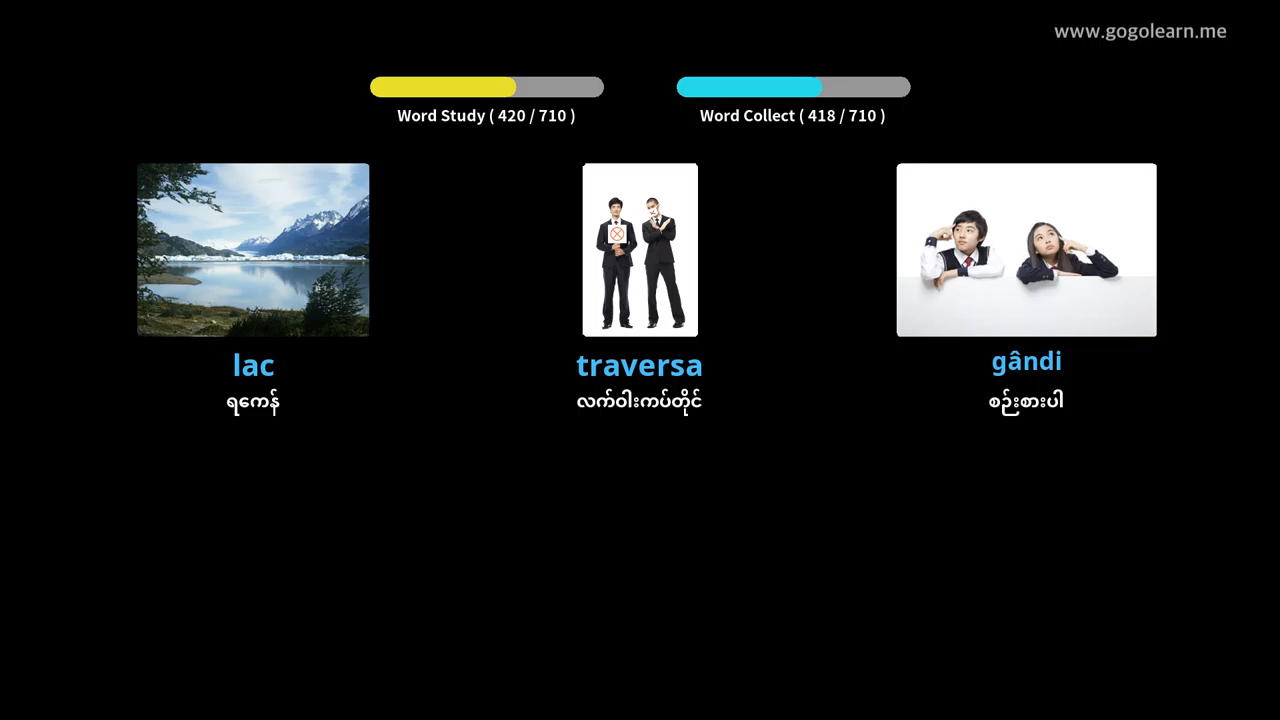 www.gogolearn.me
Word Study ( 420 / 710 )
Word Collect ( 418 / 710 )
lac
traversa
gândi
ရကေန်
လက်ဝါးကပ်တိုင်
စဉ်းစားပါ